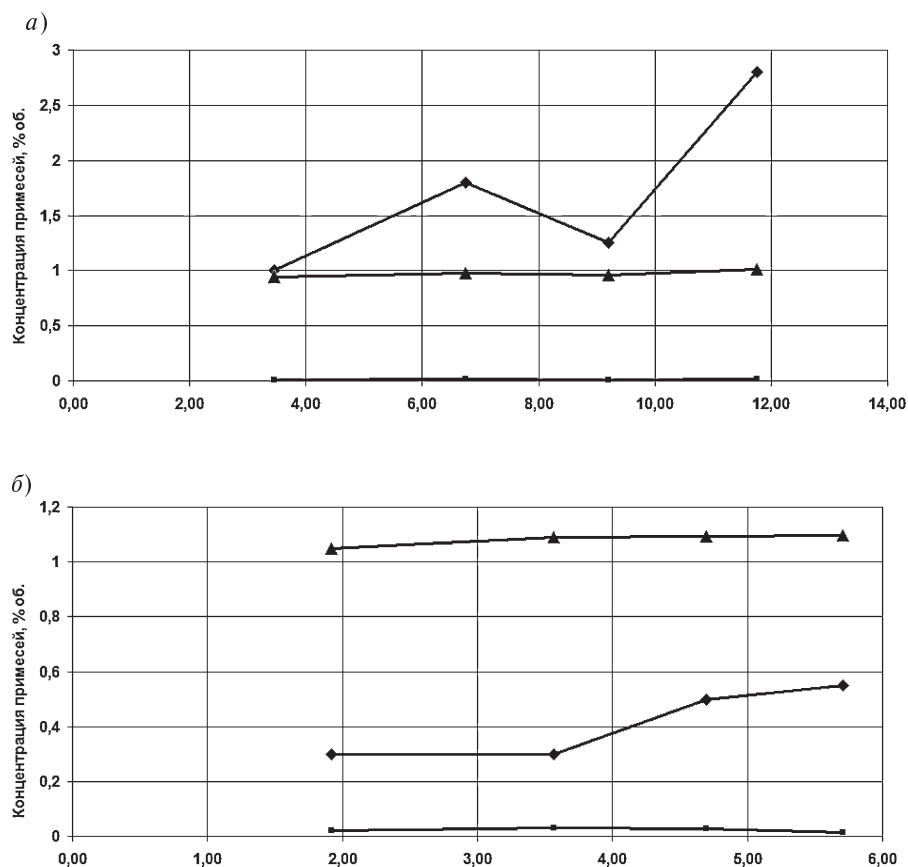 а)
Концентрация примесей, % об.
3
2,5
2
1,5
1
0,5
0
0,00 2,00 4,00 6,00 8,00 10,00 12,00 14,00
б)
Концентрация примесей, % об.
1,2
1
0,8
0,6
0,4
0,2
0
0,00 1,00 2,00 3,00 4,00 5,00 6,00